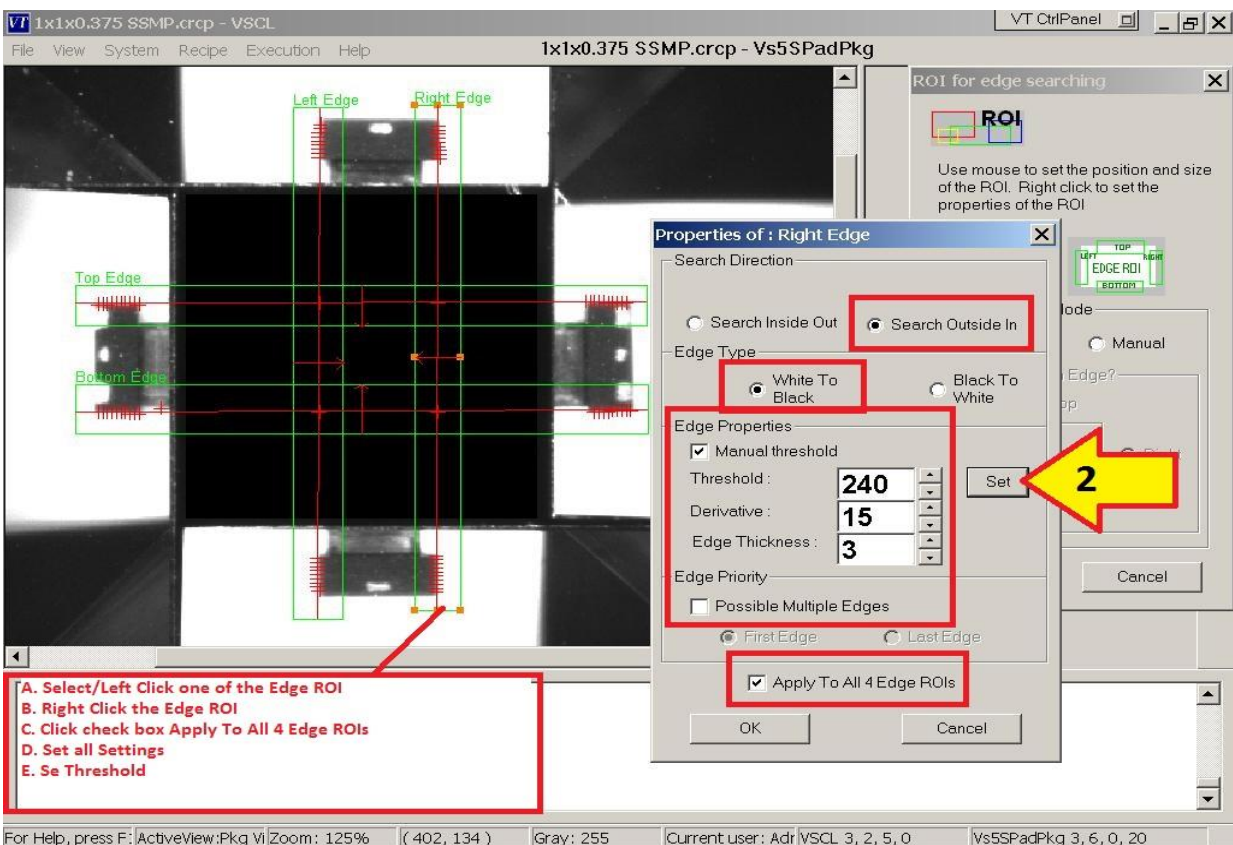 VT 1x1x0.375 SSMP.crcp - VSCL
VT CtrlPanel
File View System Recipe Execution Help
1x1x0.375 SSMP.crcp - Vs5SPadPkg
Left Edge
Right Edge
Top Edge
Bottom Edge
ROI for edge searching
ROI
Use mouse to set the position and size
of the ROI. Right click to set the
properties of the ROI
TOP
LEFT
RIGHT
EDGE ROI
BOTTOM
Manual
Edge?
Cancel
Properties of : Right Edge
Search Direction
Search Inside Out
Search Outside In
Edge Type
White To
Black
Black To
White
Edge Properties
Manual threshold
Threshold : 240
Set
2
Derivative : 15
Edge Thickness : 3
Edge Priority
Possible Multiple Edges
First Edge
Last Edge
Apply To All 4 Edge ROIs
OK
Cancel
A. Select/Left Click one of the Edge ROI
B. Right Click the Edge ROI
C. Click check box Apply To All 4 Edge ROIs
D. Set all Settings
E. Se Threshold
For Help, press F: ActiveView:Pkg Vi Zoom: 125% ( 402, 134 ) Gray: 255 Current user: Adr VSCL 3, 2, 5, 0 Vs5SPadPkg 3, 6, 0, 20